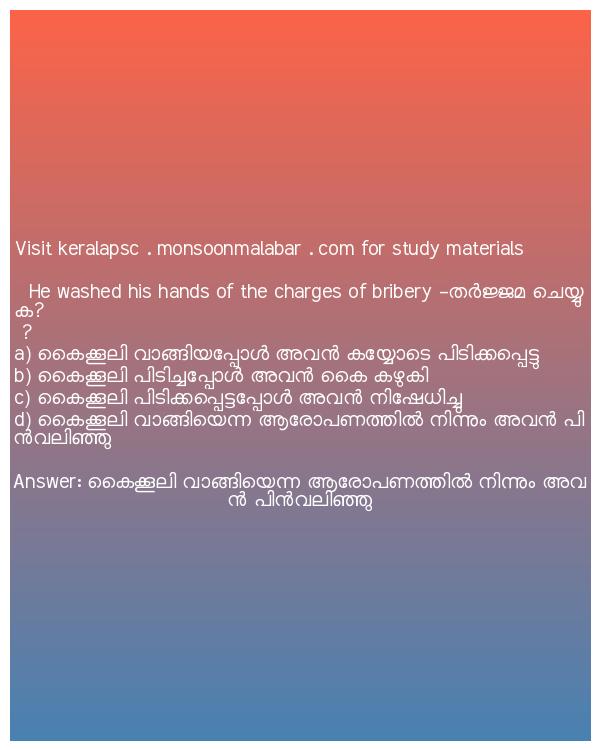 Visit keralapsc . monsoonmalabar . com for study materials
He washed his hands of the charges of bribery -തർജ്ജമ ചെയ്യു
ക?
?
a) കൈക്കൂലി വാങ്ങിയപ്പോൾ അവൻ കയ്യോടെ പിടിക്കപ്പെട്ടു
b) കൈക്കൂലി പിടിച്ചപ്പോൾ അവൻ കൈ കഴുകി
c) കൈക്കൂലി പിടിക്കപ്പെട്ടപ്പോൾ അവൻ നിഷേധിച്ചു
d) കൈക്കൂലി വാങ്ങിയെന്ന ആരോപണത്തിൽ നിന്നും അവൻ പി
ൻവലിഞ്ഞു
Answer: കൈക്കൂലി വാങ്ങിയെന്ന ആരോപണത്തിൽ നിന്നും അവ
ൻ പിൻവലിഞ്ഞു